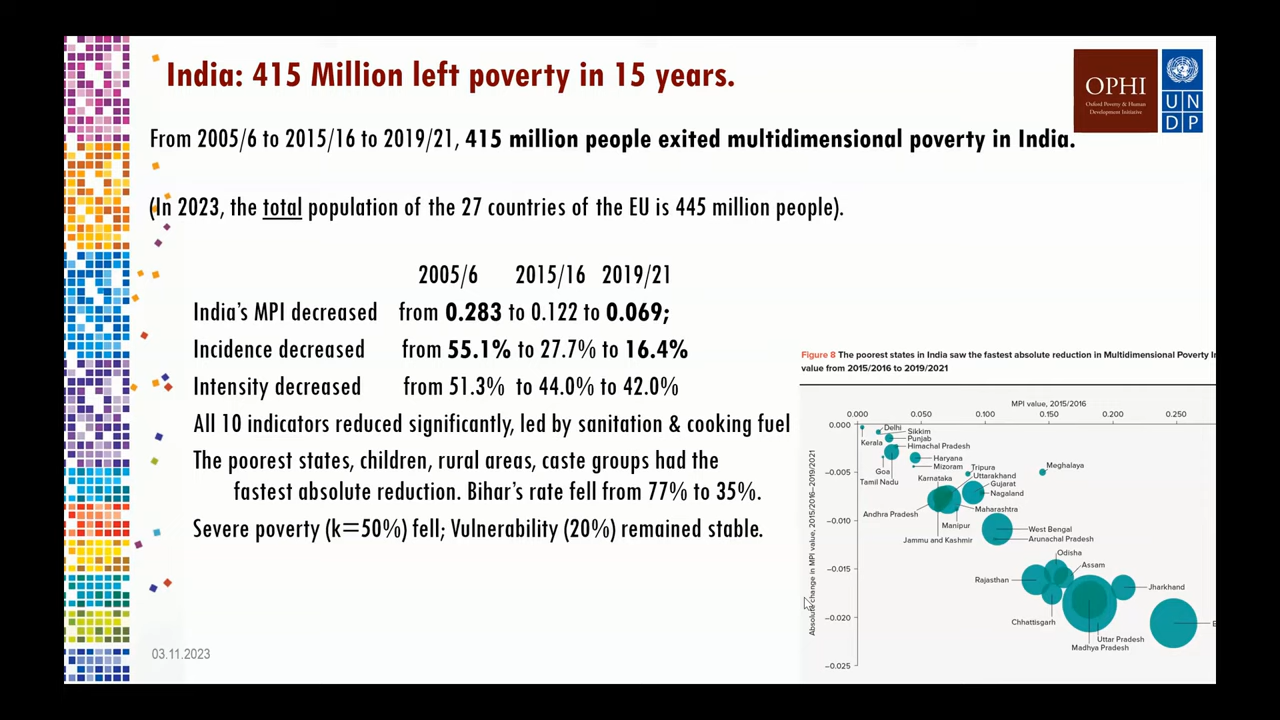 India: 415 Million left poverty in 15 years.
OPHI
Oxford Poverty & Human
Development Initiative
UN
DP
From 2005/6 to 2015/16 to 2019/21, 415 million people exited multidimensional poverty in India.
(In 2023, the total population of the 27 countries of the EU is 445 million people).
2005/6 2015/16 2019/21
India's MPI decreased from 0.283 to 0.122 to 0.069;
Incidence decreased from 55.1% to 27.7% to 16.4%
Intensity decreased from 51.3% to 44.0% to 42.0%
All 10 indicators reduced significantly, led by sanitation & cooking fuel
The poorest states, children, rural areas, caste groups had the
fastest absolute reduction. Bihar's rate fell from 77% to 35%.
Severe poverty (k=50%) fell; Vulnerability (20%) remained stable.
03.11.2023
Figure 8 The poorest states in India saw the fastest absolute reduction in Multidimensional Poverty I
value from 2015/2016 to 2019/2021
MPI value, 2015/2016
0.000 0.050 0.100 0.150 0.200 0.250
Absolute change in MPI value, 2015/2016–2019/2021
0.000
−0.005
−0.010
−0.015
−0.020
−0.025
Delhi
Sikkim
Kerala
Punjab
Himachal Pradesh
Haryana
Goa
Mizoram
Tripura
Meghalaya
Tamil Nadu
Karnataka
Uttarakhand
Gujarat
Nagaland
Andhra Pradesh
Maharashtra
Manipur
West Bengal
Jammu and Kashmir
Arunachal Pradesh
Odisha
Assam
Rajasthan
Jharkhand
Chhattisgarh
Uttar Pradesh
Madhya Pradesh